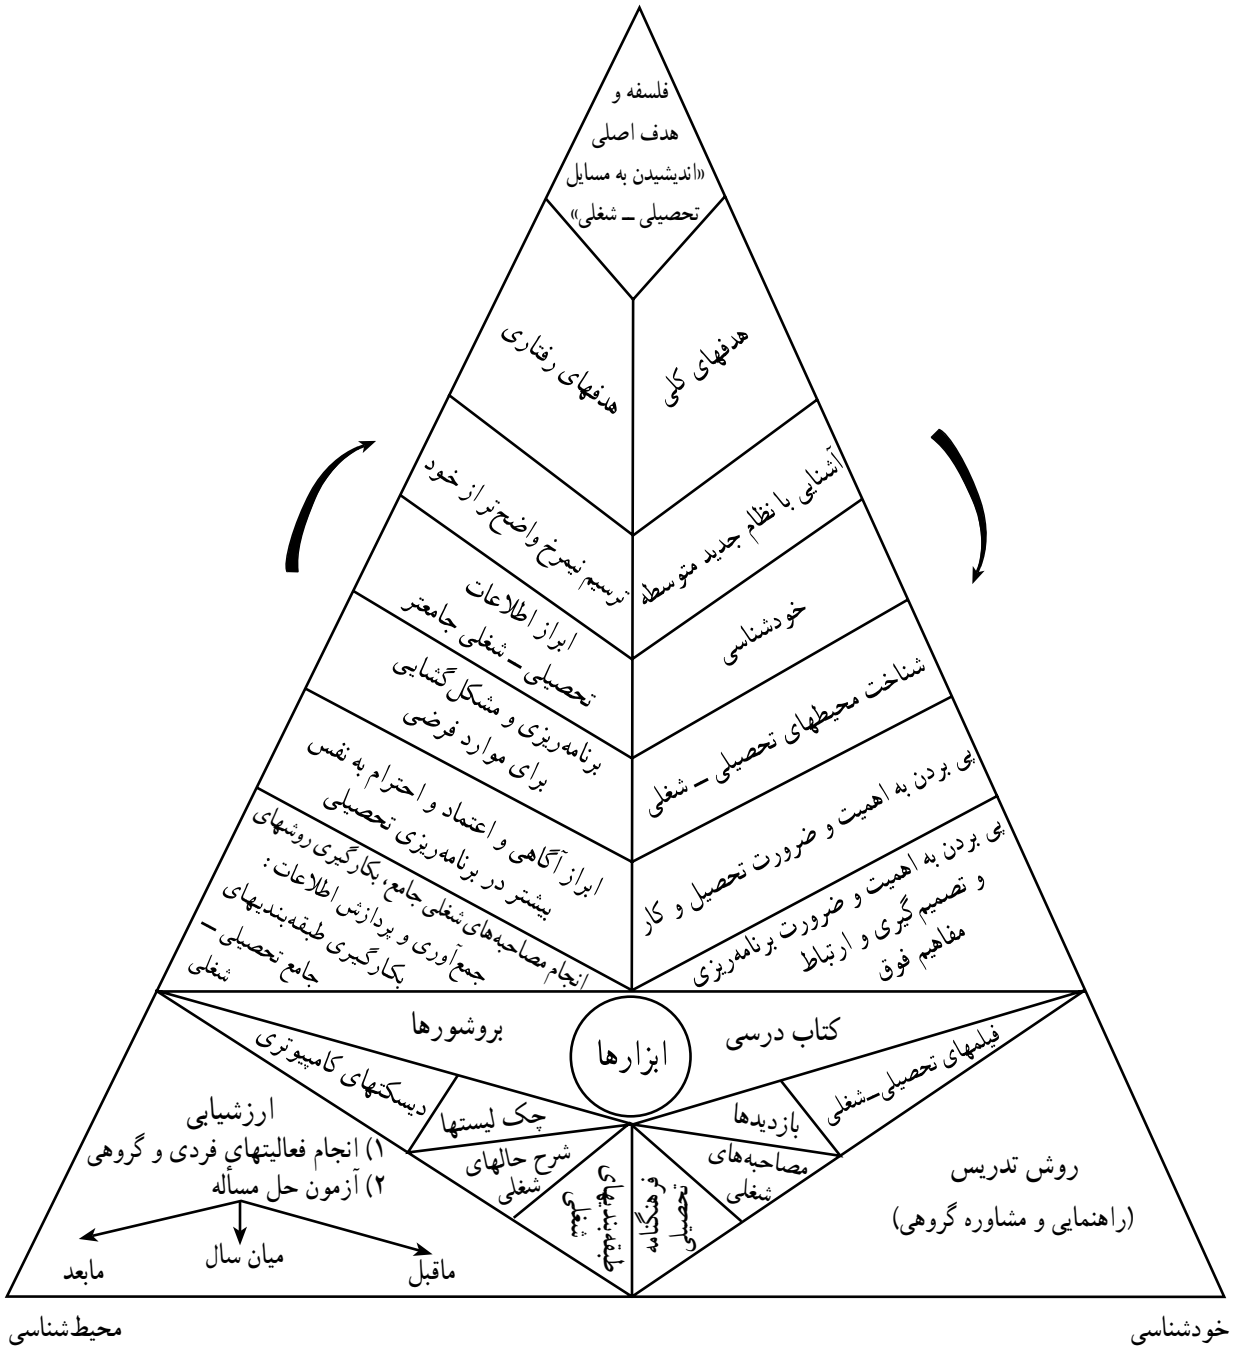 فلسفه و
هدف اصلی
«اندیشیدن به مسایل
تحصیلی ــ شغلی»
هدفهای کلی
هدفهای رفتاری
آشنایی با نظام جدید متوسطه
ترسیم نیمرخ واضح‌تر از خود
خودشناسی
ابراز اطلاعات
تحصیلی ــ شغلی جامعتر
شناخت محیطهای تحصیلی ــ شغلی
برنامه‌ریزی و مشکل گشایی
برای موارد فرضی
پی بردن به اهمیت و ضرورت تحصیل و کار
ابراز آگاهی و اعتماد و احترام به نفس
بیشتر در برنامه‌ریزی تحصیلی
پی بردن به اهمیت و ضرورت برنامه‌ریزی
و تصمیم گیری و ارتباط
مفاهیم فوق
انجام مصاحبه‌های شغلی جامع، بکارگیری روشهای
جمع‌آوری و پردازش اطلاعات :
بکارگیری طبقه‌بندیهای
جامع تحصیلی ــ
شغلی
کتاب درسی
ابزارها
بروشورها
فیلمهای تحصیلی ــ شغلی
دیسکتهای کامپیوتری
بازدیدها
چک لیستها
مصاحبه‌های
شغلی
شرح حالهای
شغلی
فرهنگنامه
تحصیلی
طبقه‌بندیهای
شغلی
روش تدریس
(راهنمایی و مشاوره گروهی)
ارزشیابی
۱) انجام فعالیتهای فردی و گروهی
۲) آزمون حل مسأله
ماقبل
میان سال
مابعد
خودشناسی
محیط‌شناسی